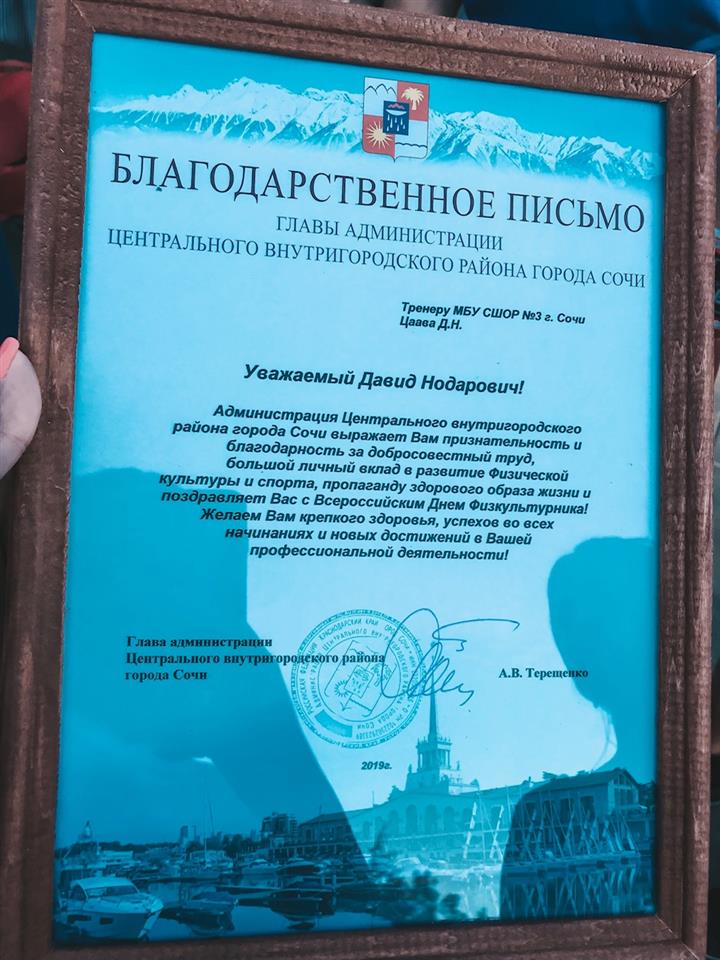 БЛАГОДАРСТВЕННОЕ ПИСЬМО
ГЛАВЫ АДМИНИСТРАЦИИ
ЦЕНТРАЛЬНОГО ВНУТРИГОРОДСКОГО РАЙОНА ГОРОДА СОЧИ
Тренеру МБУ СШОР №3 г. Сочи
Цаава Д.Н.
Уважаемый Давид Нодарович!
Администрация Центрального внутригородского
района города Сочи выражает Вам признательность и
благодарность за добросовестный труд,
большой личный вклад в развитие Физической
культуры и спорта, пропаганду здорового образа жизни и
поздравляет Вас с Всероссийским Днем Физкультурника!
Желаем Вам крепкого здоровья, успехов во всех
начинаниях и новых достижений в Вашей
профессиональной деятельности!
Глава администрации
Центрального внутригородского района
города Сочи
А.В. Терещенко
2019г.